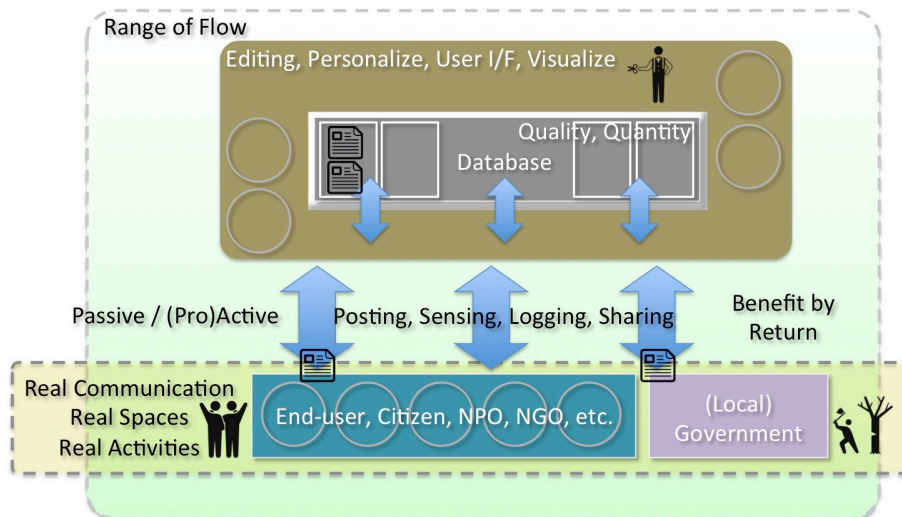 Range of Flow
Editing, Personalize, User I/F, Visualize
Quality, Quantity
Database
Passive / (Pro)Active
Posting, Sensing, Logging, Sharing
Benefit by
Return
Real Communication
Real Spaces
Real Activities
End-user, Citizen, NPO, NGO, etc.
(Local)
Government